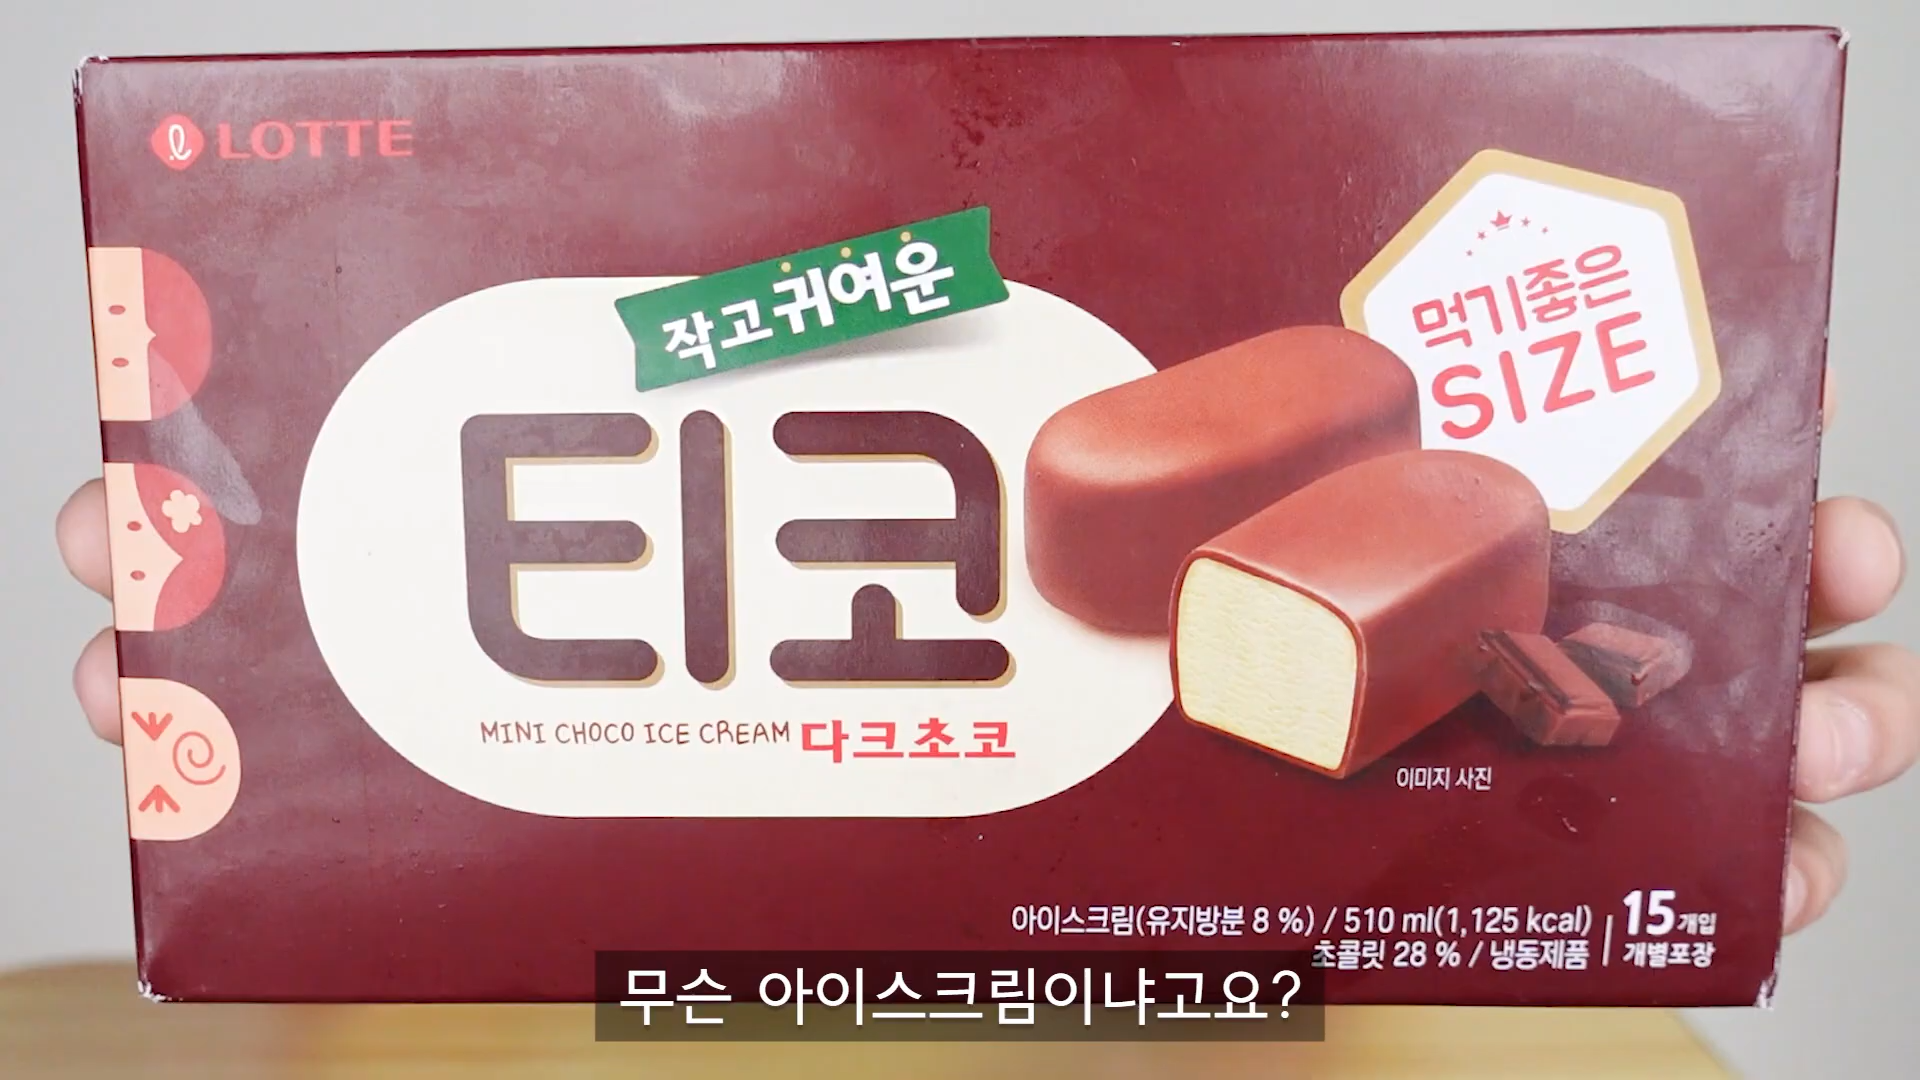 LOTTE
작고 귀여운
티코
MINI CHOCO ICE CREAM 다크초코
먹기좋은
SIZE
이미지 사진
아이스크림(유지방분 8 %) / 510 ml(1,125 kcal)
초콜릿 28 % / 냉동제품
15개입
개별포장
무슨 아이스크림이냐고요?